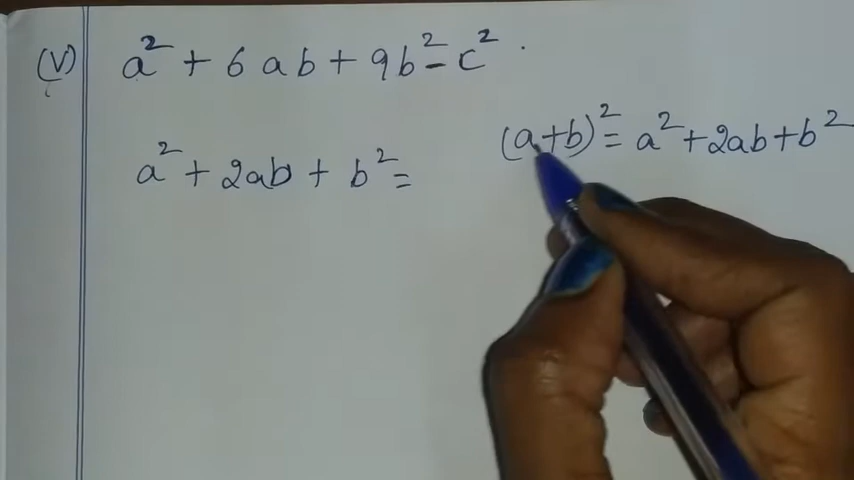 (V) a² + 6ab + 9b² - c².
(a+b)² = a² + 2ab + b²
a² + 2ab + b² =